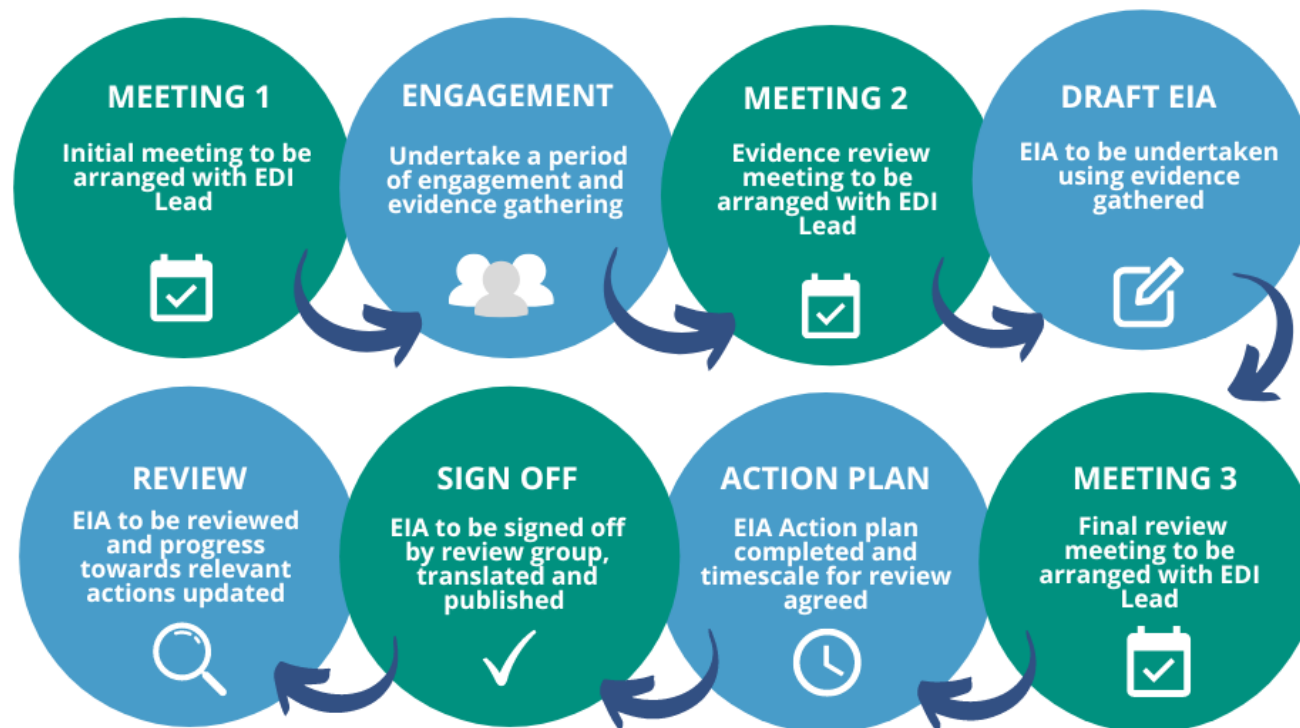 MEETING 1
Initial meeting to be
arranged with EDI
Lead
ENGAGEMENT
Undertake a period
of engagement and
evidence gathering
MEETING 2
Evidence review
meeting to be
arranged with EDI
Lead
DRAFT EIA
EIA to be undertaken
using evidence
gathered
MEETING 3
Final review
meeting to be
arranged with EDI
Lead
ACTION PLAN
EIA Action plan
completed and
timescale for review
agreed
SIGN OFF
EIA to be signed off
by review group,
translated and
published
REVIEW
EIA to be reviewed
and progress
towards relevant
actions updated